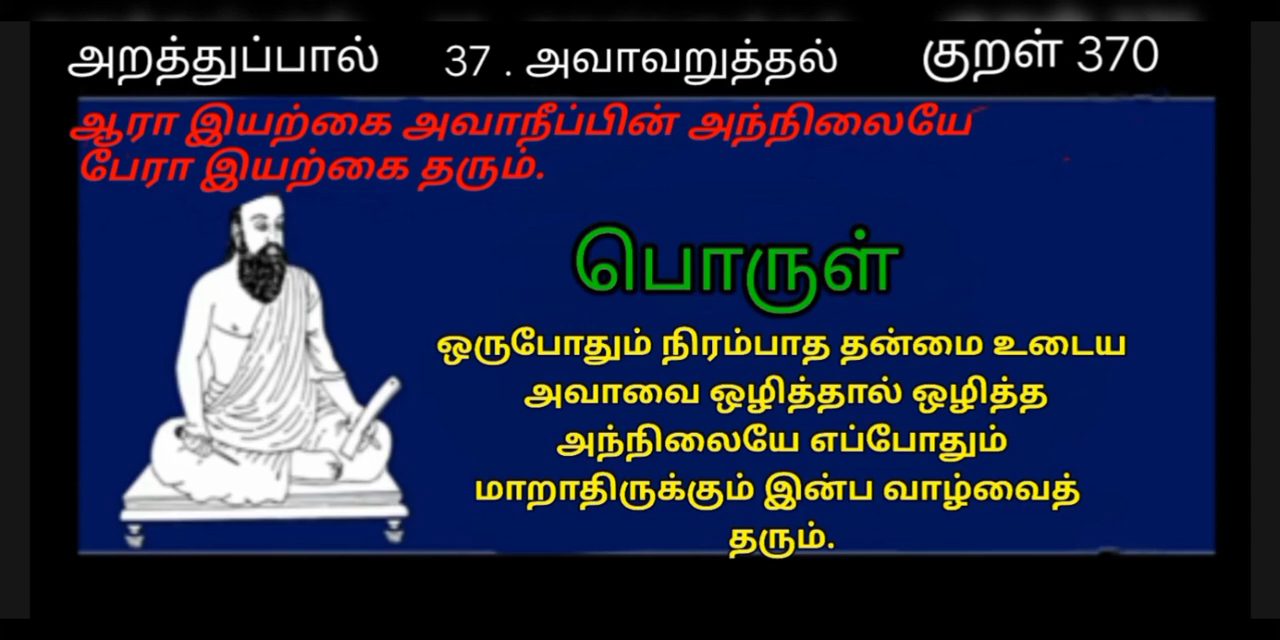 அறத்துப்பால் 37 . அவாவறுத்தல் குறள் 370
ஆரா இயற்கை அவாநீப்பின் அந்நிலையே
பேரா இயற்கை தரும்.
பொருள்
ஒருபோதும் நிரம்பாத தன்மை உடைய
அவாவை ஒழித்தால் ஒழித்த
அந்நிலையே எப்போதும்
மாறாதிருக்கும் இன்ப வாழ்வைத்
தரும்.